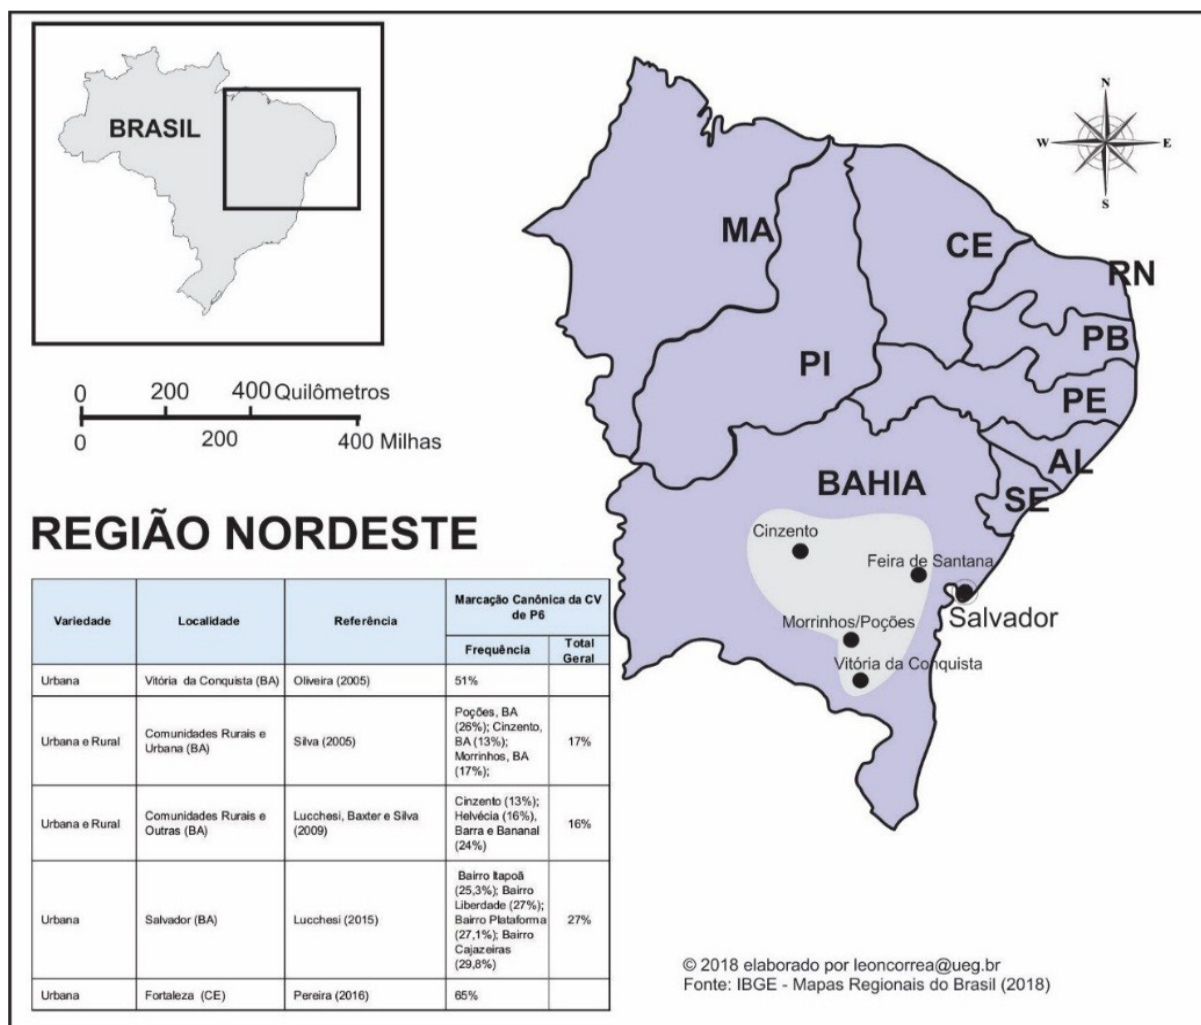 BRASIL
N
W
E
S
MA
CE
RN
PB
PI
PE
AL
SE
BAHIA
0 200 400 Quilômetros
0 200 400 Milhas
Cinzento
Feira de Santana
Salvador
Morrinhos/Poções
Vitória da Conquista
REGIÃO NORDESTE
Variedade
Localidade
Referência
Marcação Canônica da CV
de P6
Frequência
Total
Geral
Urbana
Vitória da Conquista (BA)
Oliveira (2005)
51%
Urbana e Rural
Comunidades Rurais e
Urbana (BA)
Silva (2005)
Poções, BA
(26%); Cinzento,
BA (13%);
Morrinhos, BA
(17%);
17%
Urbana e Rural
Comunidades Rurais e
Outras (BA)
Lucchesi, Baxter e Silva
(2009)
Cinzento (13%);
Helvécia (16%),
Barra e Bananal
(24%)
16%
Urbana
Salvador (BA)
Lucchesi (2015)
Bairro Itapoã
(25,3%); Bairro
Liberdade (27%);
Bairro Plataforma
(27,1%); Bairro
Cajazeiras
(29,8%)
27%
Urbana
Fortaleza (CE)
Pereira (2016)
65%
© 2018 elaborado por leoncorrea@ueg.br
Fonte: IBGE - Mapas Regionais do Brasil (2018)